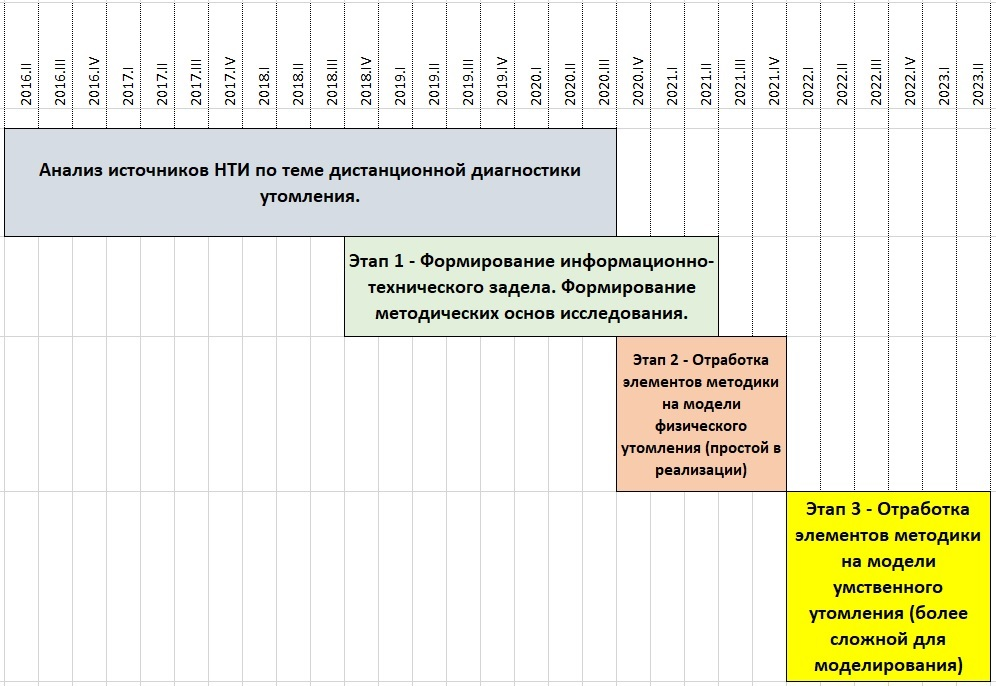 2016.II
2016.III
2016.IV
2017.I
2017.II
2017.III
2017.IV
2018.I
2018.II
2018.III
2018.IV
2019.I
2019.II
2019.III
2019.IV
2020.I
2020.II
2020.III
2020.IV
2021.I
2021.II
2021.III
2021.IV
2022.I
2022.II
2022.III
2022.IV
2023.I
2023.II
Анализ источников НТИ по теме дистанционной диагностики
утомления.
Этап 1 - Формирование информационно-
технического задела. Формирование
методических основ исследования.
Этап 2 - Отработка
элементов методики
на модели
физического
утомления (простой в
реализации)
Этап 3 - Отработка
элементов методики
на модели
умственного
утомления (более
сложной для
моделирования)